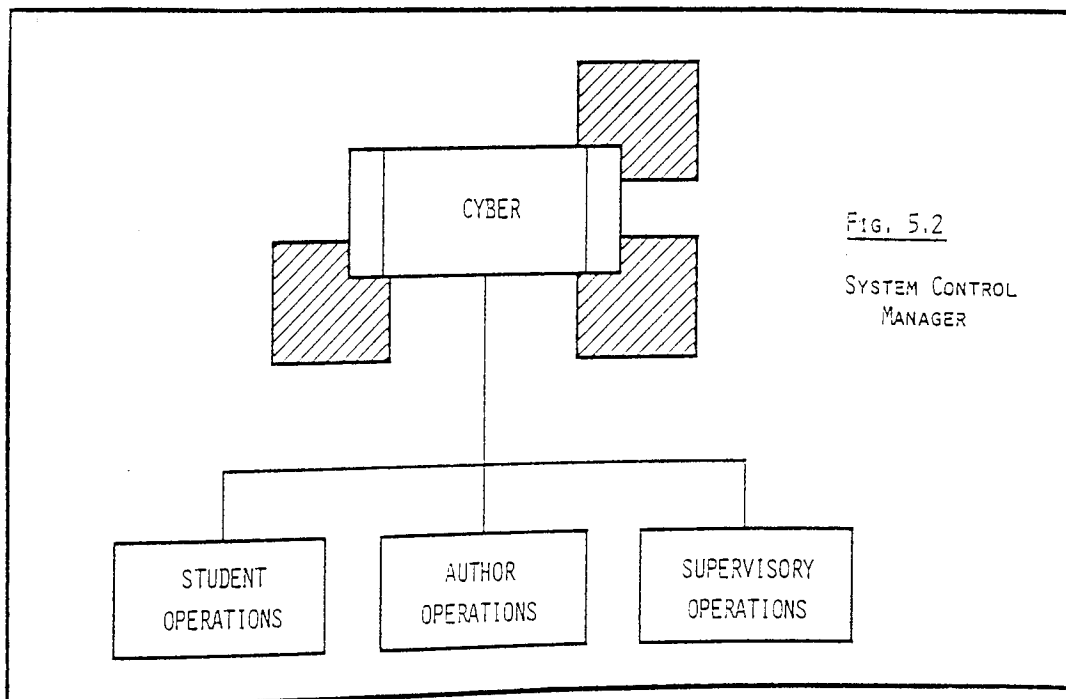 CYBER
FIG. 5.2
SYSTEM CONTROL
MANAGER
STUDENT
OPERATIONS
AUTHOR
OPERATIONS
SUPERVISORY
OPERATIONS